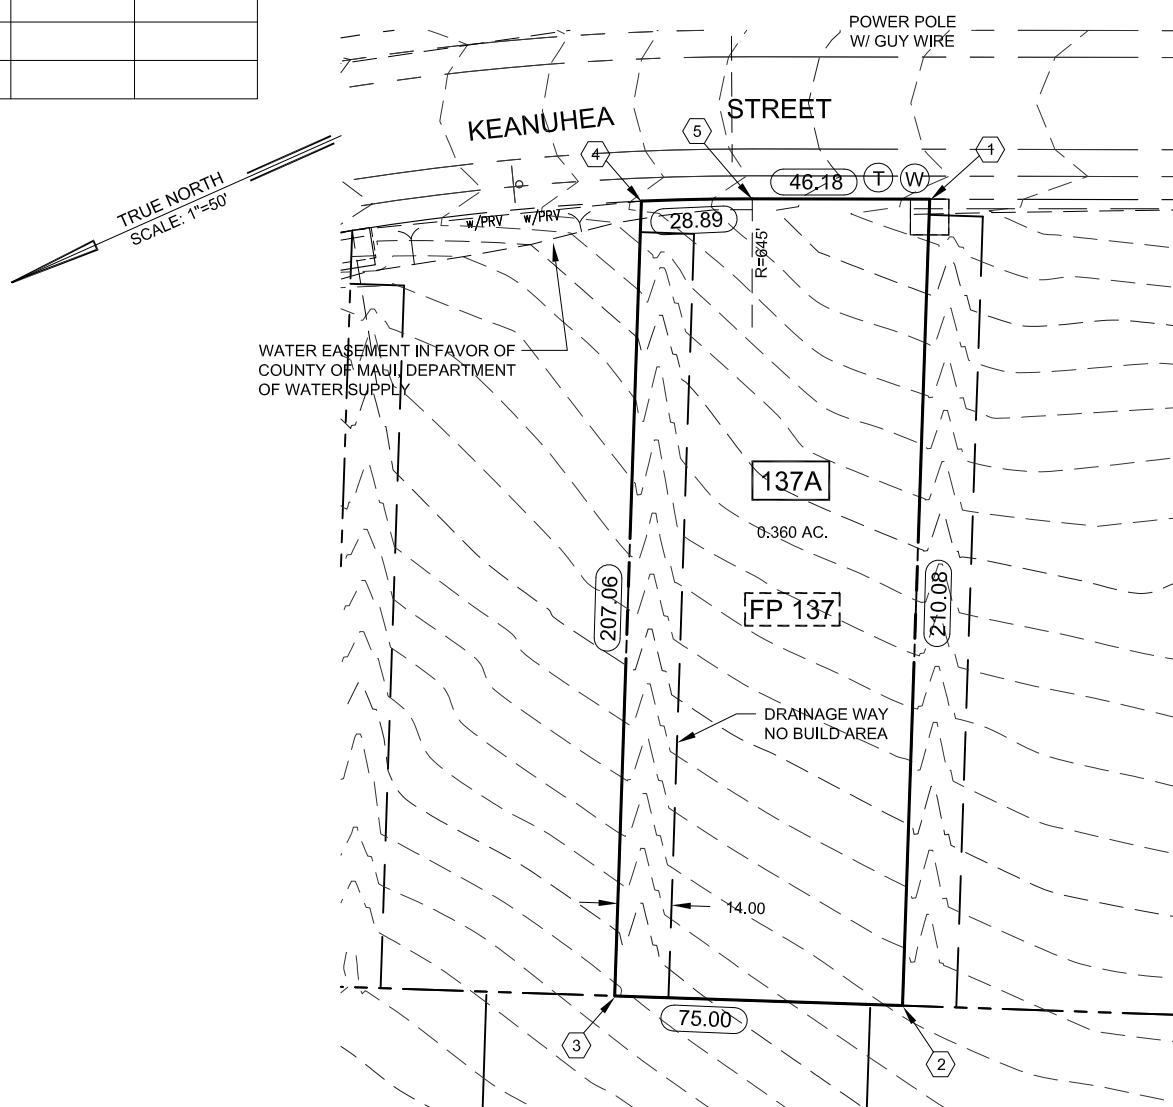 POWER POLE
W/ GUY WIRE
KEANUHEA STREET
5
4
1
46.18
T
W
28.89
TRUE NORTH
SCALE: 1"=50'
W/PRV
W/PRV
R=645'
WATER EASEMENT IN FAVOR OF
COUNTY OF MAUI, DEPARTMENT
OF WATER SUPPLY
137A
0.360 AC.
207.06
FP 137
210.08
DRAINAGE WAY
NO BUILD AREA
14.00
75.00
3
2